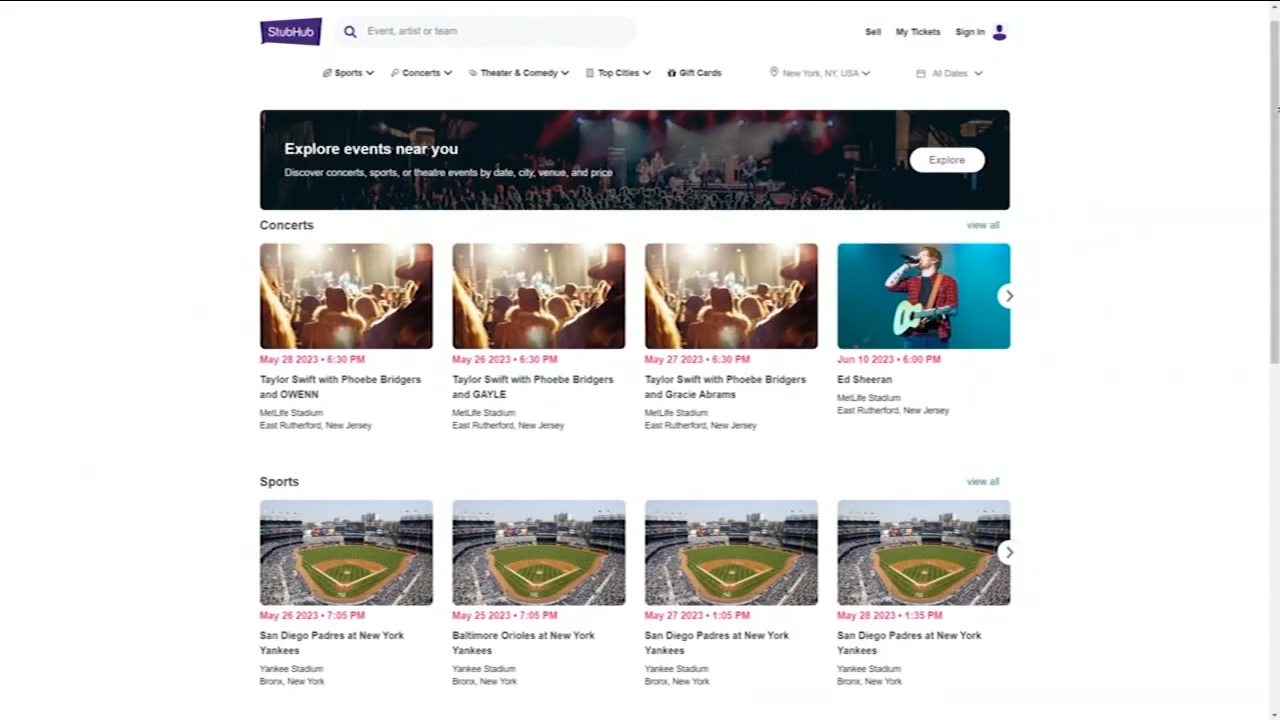 StubHub
Event, artist or team
Sell
My Tickets
Sign In
Sports
Concerts
Theater & Comedy
Top Cities
Gift Cards
New York, NY, USA
All Dates
Explore events near you
Discover concerts, sports, or theatre events by date, city, venue, and price
Explore
Concerts
view all
May 28 2023 • 6:30 PM
Taylor Swift with Phoebe Bridgers
and OWENN
MetLife Stadium
East Rutherford, New Jersey
May 26 2023 • 6:30 PM
Taylor Swift with Phoebe Bridgers
and GAYLE
MetLife Stadium
East Rutherford, New Jersey
May 27 2023 • 6:30 PM
Taylor Swift with Phoebe Bridgers
and Gracie Abrams
MetLife Stadium
East Rutherford, New Jersey
Jun 10 2023 • 6:00 PM
Ed Sheeran
MetLife Stadium
East Rutherford, New Jersey
Sports
view all
May 26 2023 • 7:05 PM
San Diego Padres at New York
Yankees
Yankee Stadium
Bronx, New York
May 25 2023 • 7:05 PM
Baltimore Orioles at New York
Yankees
Yankee Stadium
Bronx, New York
May 27 2023 • 1:05 PM
San Diego Padres at New York
Yankees
Yankee Stadium
Bronx, New York
May 28 2023 • 1:35 PM
San Diego Padres at New York
Yankees
Yankee Stadium
Bronx, New York